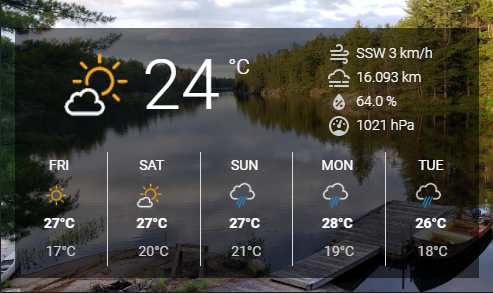 24 °C
SSW 3 km/h
16.093 km
64.0 %
1021 hPa
FRI SAT SUN MON TUE
27°C 27°C 27°C 28°C 26°C
17°C 20°C 21°C 19°C 18°C